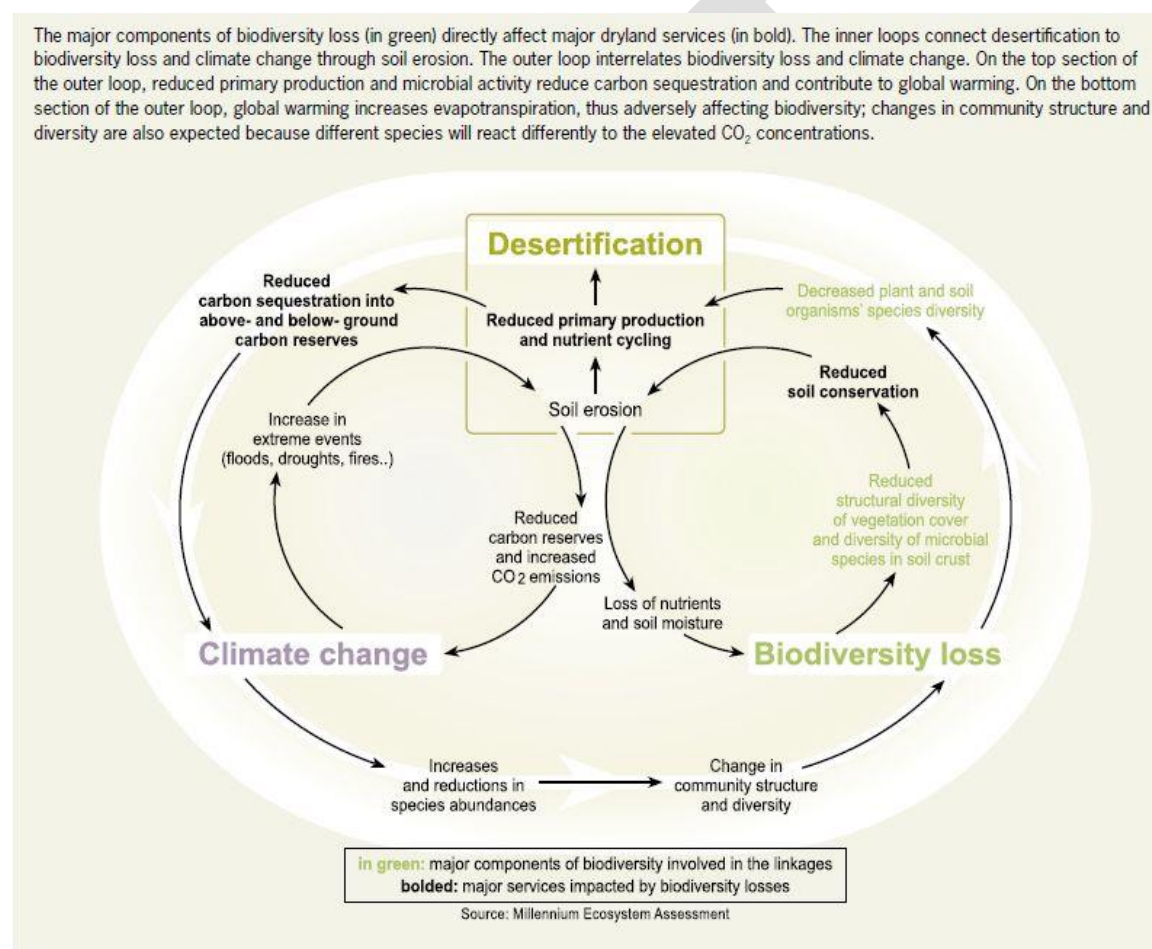 The major components of biodiversity loss (in green) directly affect major dryland services (in bold). The inner loops connect desertification to
biodiversity loss and climate change through soil erosion. The outer loop interrelates biodiversity loss and climate change. On the top section of
the outer loop, reduced primary production and microbial activity reduce carbon sequestration and contribute to global warming. On the bottom
section of the outer loop, global warming increases evapotranspiration, thus adversely affecting biodiversity; changes in community structure and
diversity are also expected because different species will react differently to the elevated CO₂ concentrations.
Desertification
Reduced
carbon sequestration into
above- and below- ground
carbon reserves
Reduced primary production
and nutrient cycling
Decreased plant and soil
organisms' species diversity
Reduced
soil conservation
Soil erosion
Increase in
extreme events
(floods, droughts, fires..)
Reduced
structural diversity
of vegetation cover
and diversity of microbial
species in soil crust
Reduced
carbon reserves
and increased
CO2 emissions
Loss of nutrients
and soil moisture
Climate change
Biodiversity loss
Increases
and reductions in
species abundances
Change in
community structure
and diversity
in green: major components of biodiversity involved in the linkages
bolded: major services impacted by biodiversity losses
Source: Millennium Ecosystem Assessment